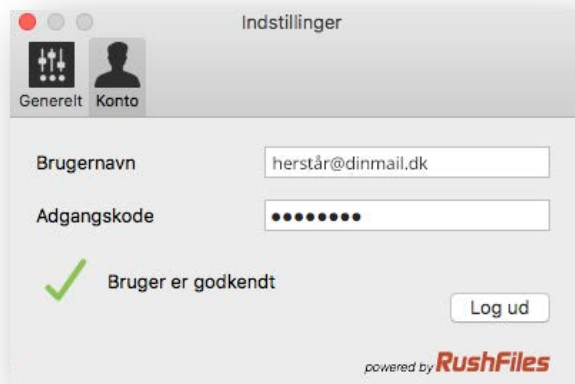 Indstillinger
Generelt Konto
Brugernavn herstår@dinmail.dk
Adgangskode ••••••••
Bruger er godkendt
Log ud
powered by RushFiles